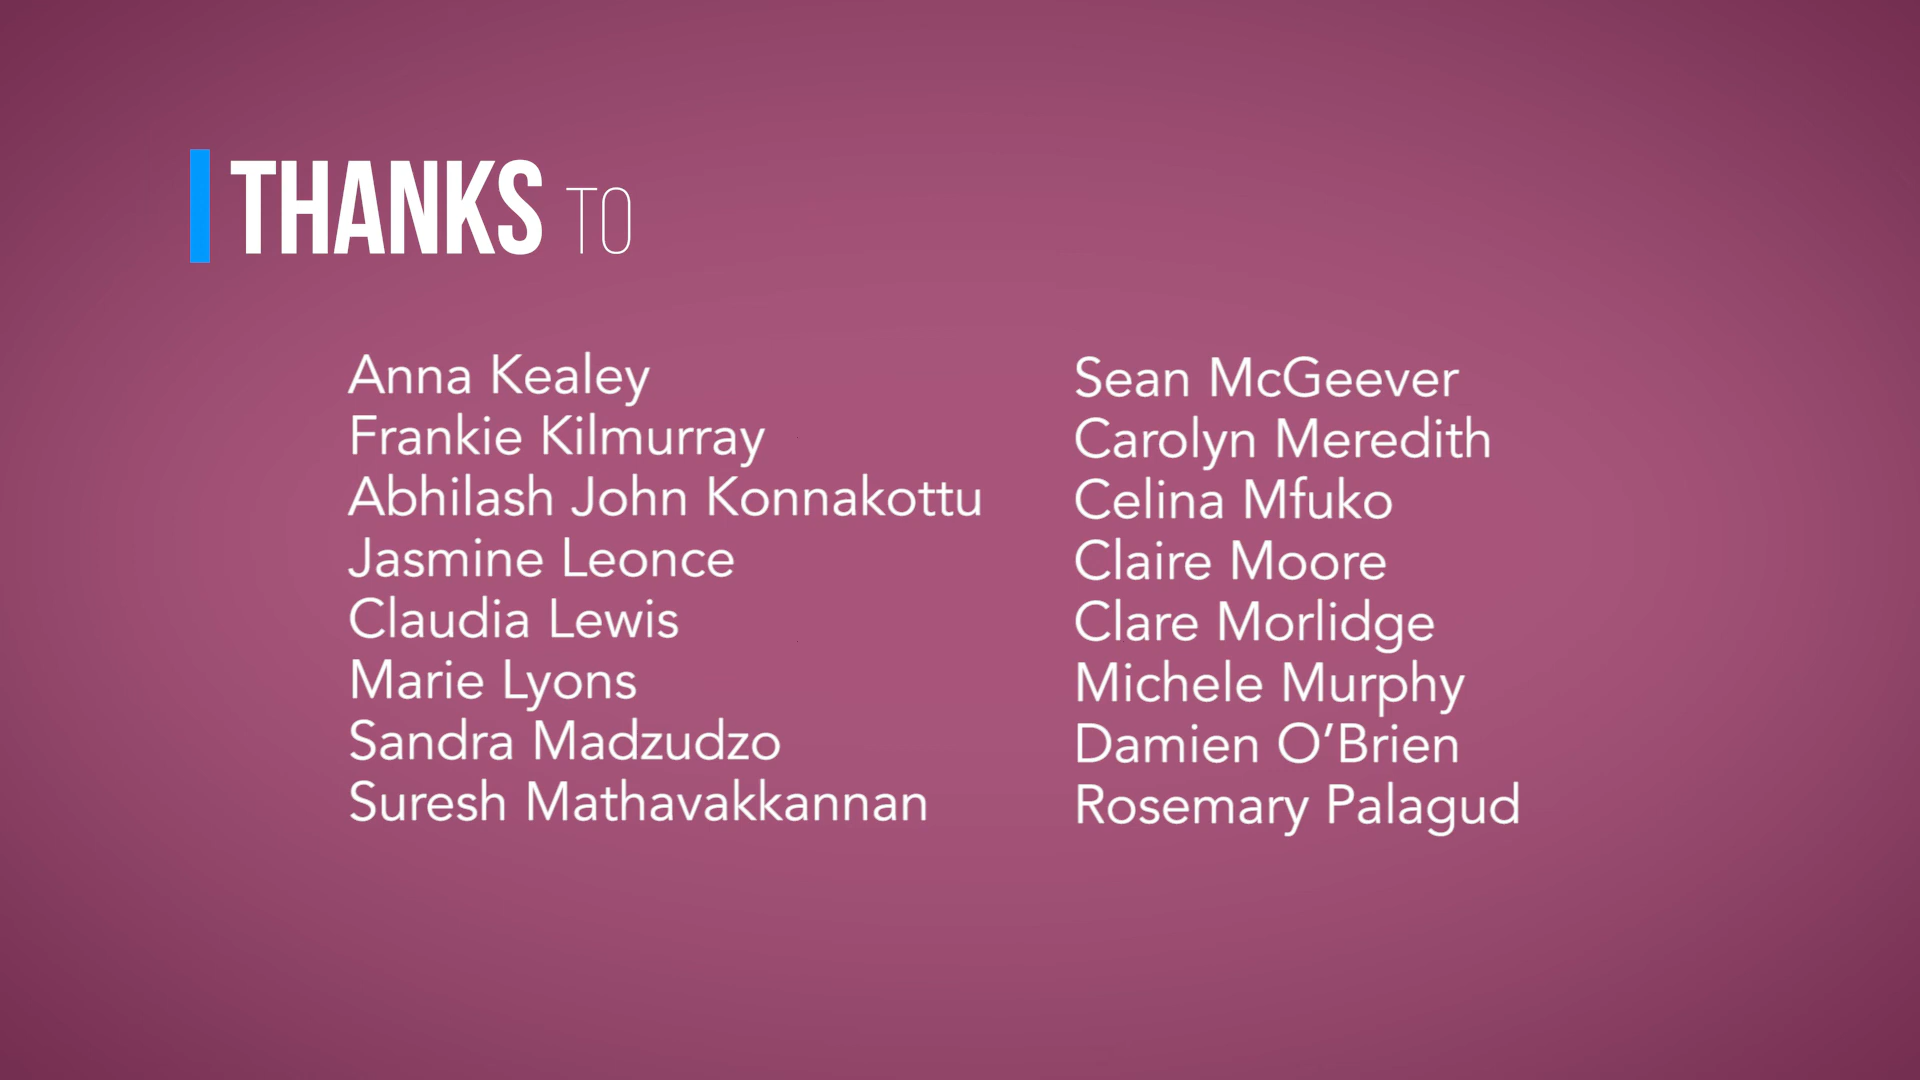 THANKS TO
Anna Kealey
Frankie Kilmurray
Abhilash John Konnakottu
Jasmine Leonce
Claudia Lewis
Marie Lyons
Sandra Madzudzo
Suresh Mathavakkannan
Sean McGeever
Carolyn Meredith
Celina Mfuko
Claire Moore
Clare Morlidge
Michele Murphy
Damien O’Brien
Rosemary Palagud